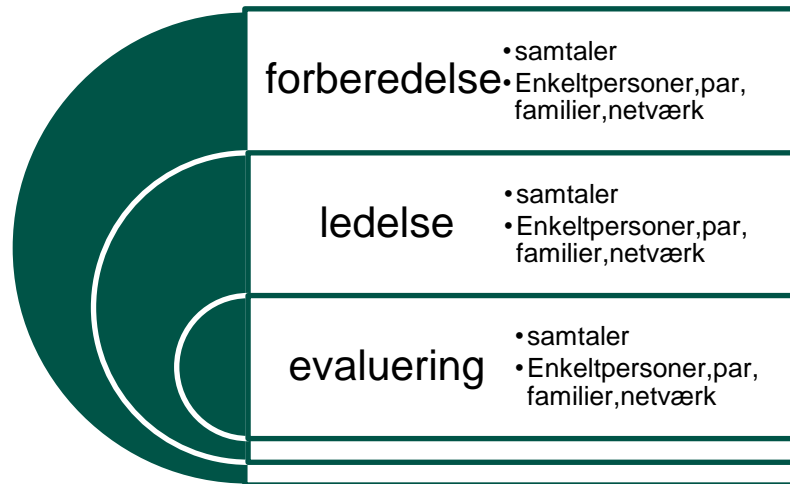 forberedelse
•samtaler
•Enkeltpersoner,par,
familier,netværk
ledelse
•samtaler
•Enkeltpersoner,par,
familier,netværk
evaluering
•samtaler
•Enkeltpersoner,par,
familier,netværk